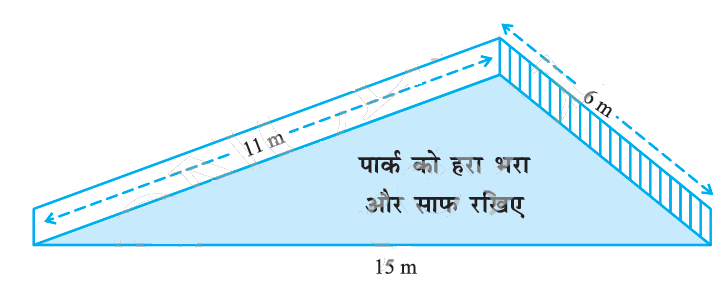 6 m
11 m
पार्क को हरा भरा
और साफ रखिए
15 m